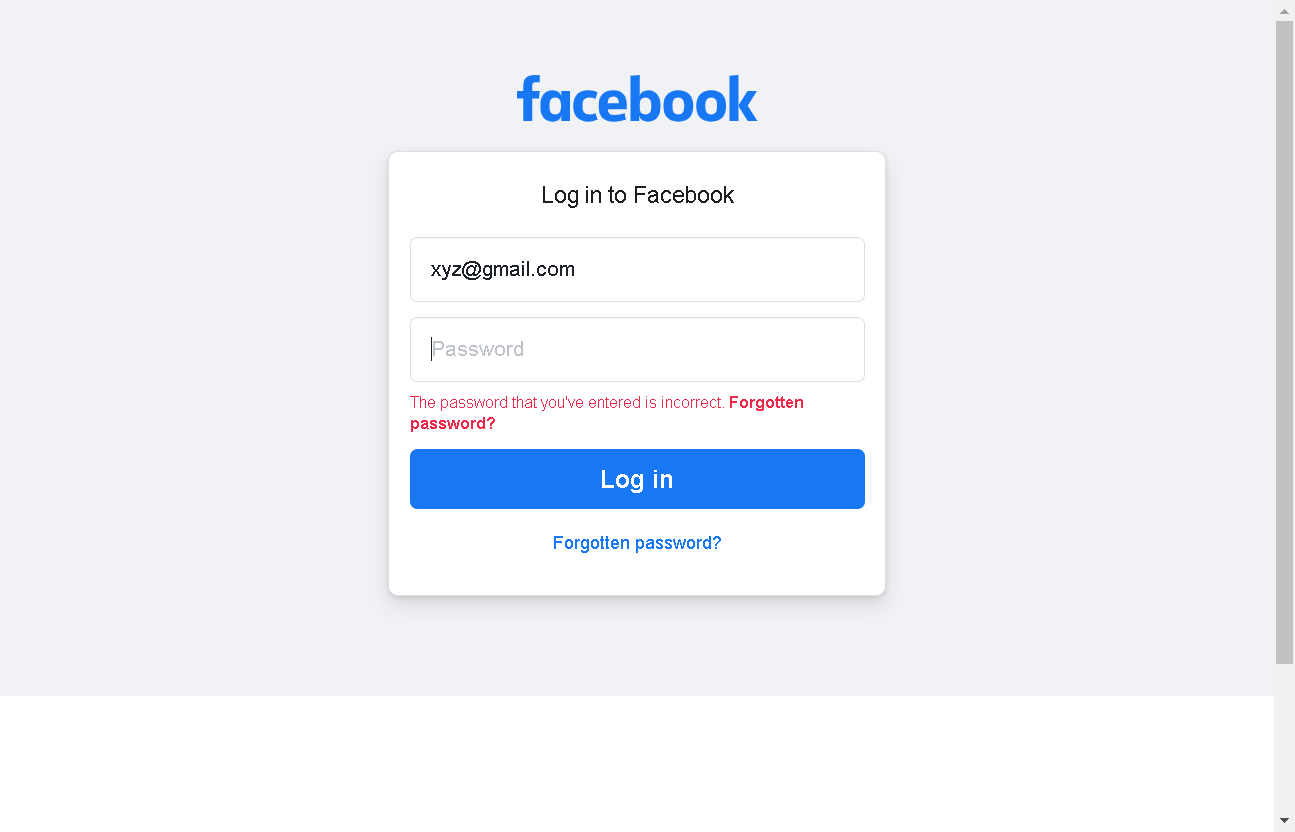 facebook
Log in to Facebook
xyz@gmail.com
Password
The password that you've entered is incorrect. Forgotten
password?
Log in
Forgotten password?